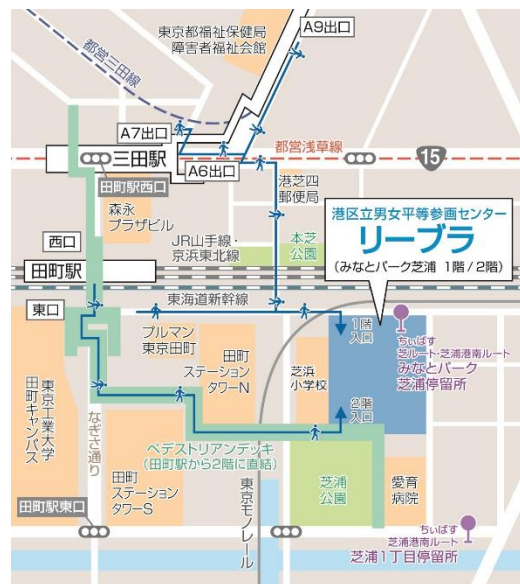 東京都福祉保健局
障害者福祉会館
A9出口
都営三田線
A7出口
三田駅
都営浅草線
15
田町駅西口
A6出口
港芝四
郵便局
森永
プラザビル
港区立男女平等参画センター
リーブラ
(みなとパーク芝浦 1階/2階)
西口
JR山手線・
京浜東北線
本芝
公園
田町駅
東海道新幹線
東口
1階
入口
ちぃばす
芝ルート・芝浦港南ルート
みなとパーク
芝浦停留所
プルマン
東京田町
田町
ステーション
タワーN
芝浜
小学校
2階
入口
東京工業大学
田町キャンパス
なぎさ通り
ペデストリアンデッキ
(田町駅から2階に直結)
田町
ステーション
タワーS
東京モノレール
芝浦
公園
愛育
病院
田町駅東口
ちぃばす
芝浦港南ルート
芝浦1丁目停留所